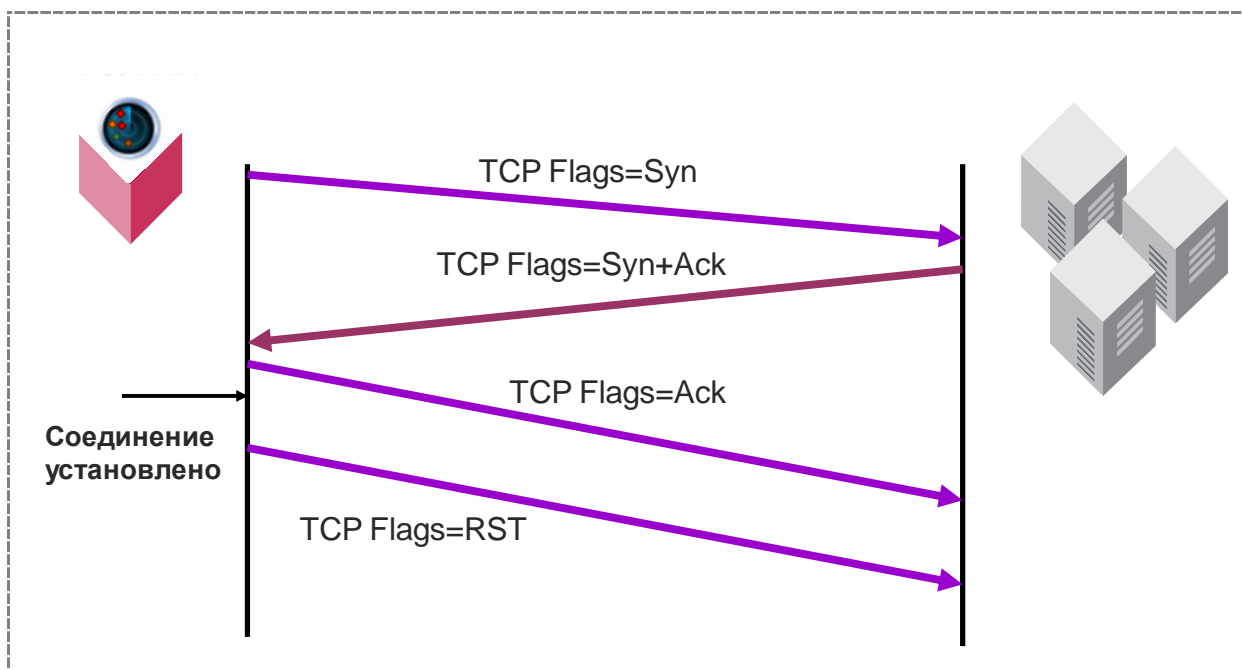 TCP Flags=Syn
TCP Flags=Syn+Ack
TCP Flags=Ack
Соединение
установлено
TCP Flags=RST